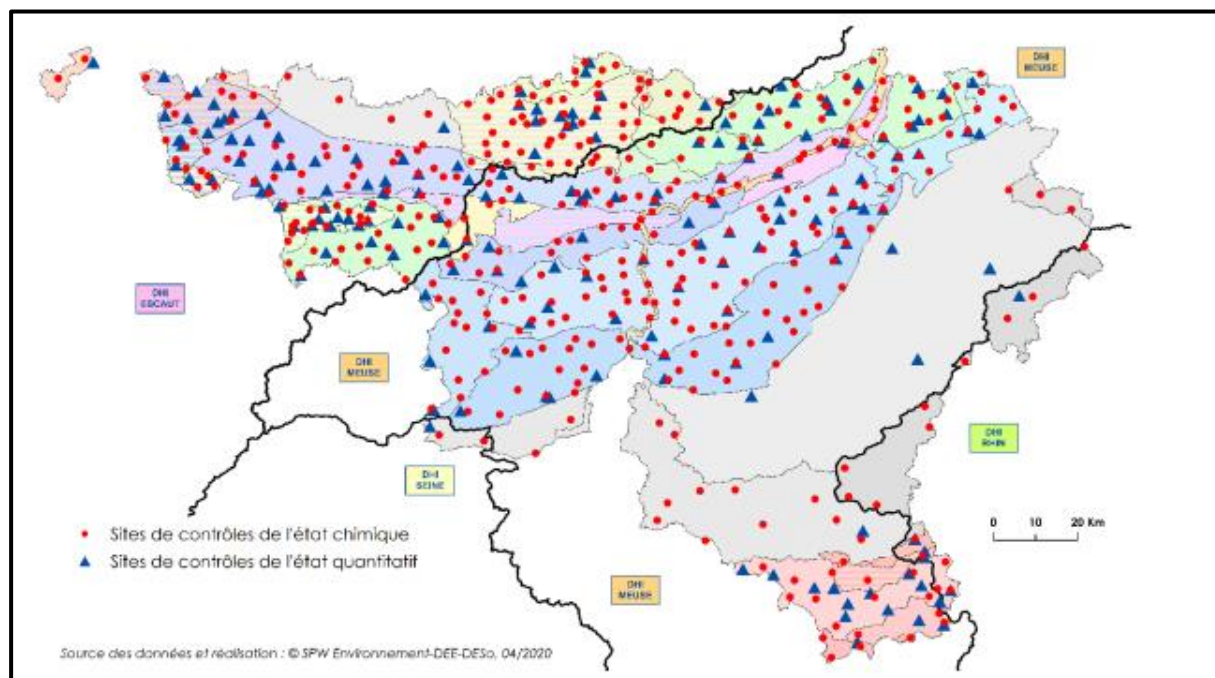 DHI
MEUSE
DHI
ESCAUT
DHI
MEUSE
DHI
RHIN
DHI
SEINE
0 10 20 Km
Sites de contrôles de l'état chimique
Sites de contrôles de l'état quantitatif
DHI
MEUSE
Source des données et réalisation : © SPW Environnement-DEE-DESo, 04/2020